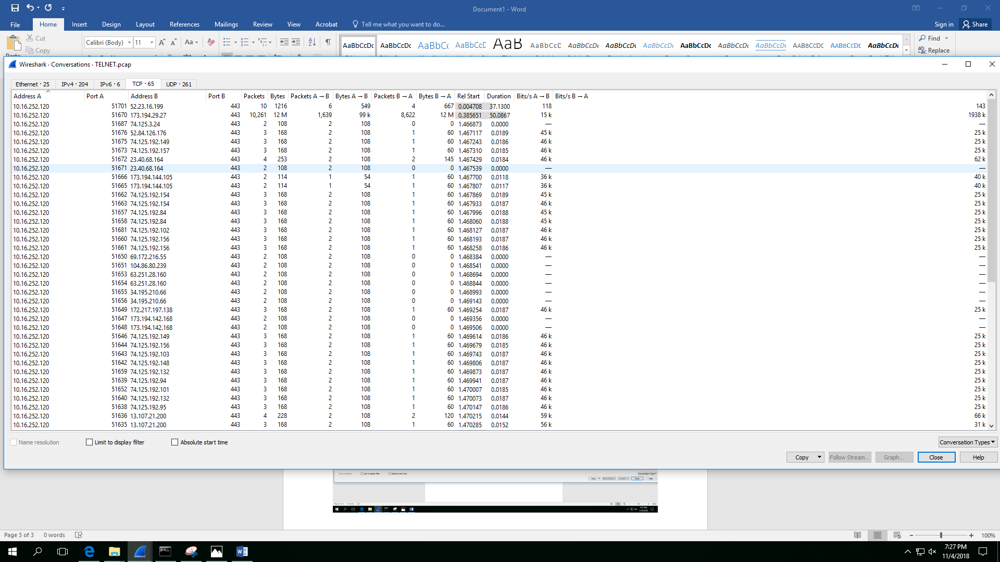 Document1 - Word
File Home Insert Design Layout References Mailings Review View Acrobat Tell me what you want to do... Sign in Share
Cut Calibri (Body) 11 Aa AaBbCcDc AaBbCcDc AaBbCc AaBbCcD AaB AaBbCcD AaBbCcDc AaBbCcDc AaBbCcDc AaBbCcDc AaBbCcDc AaBbCcDc AABBCCDC AABBCCDC AaBbCcDc Find
Copy Replace
Wireshark · Conversations · TELNET.pcap
Ethernet · 25 IPv4 · 204 IPv6 · 6 TCP · 65 UDP · 261
Address A Port A Address B Port B Packets Bytes Packets A → B Bytes A → B Packets B → A Bytes B → A Rel Start Duration Bits/s A → B Bits/s B → A
10.16.252.120 51701 52.23.16.199 443 10 1216 6 549 4 667 0.004708 37.1300 118 143
10.16.252.120 51670 173.194.29.27 443 10,261 12 M 1,639 99 k 8,622 12 M 0.385651 50.0867 15 k 1938 k
10.16.252.120 51687 74.125.3.24 443 2 108 2 108 0 0 1.466873 0.0000 — —
10.16.252.120 51676 52.84.126.176 443 3 168 2 108 1 60 1.467117 0.0189 45 k 25 k
10.16.252.120 51675 74.125.192.149 443 3 168 2 108 1 60 1.467243 0.0186 46 k 25 k
10.16.252.120 51673 74.125.192.157 443 3 168 2 108 1 60 1.467310 0.0185 46 k 25 k
10.16.252.120 51672 23.40.68.164 443 4 253 2 108 2 145 1.467429 0.0184 46 k 62 k
10.16.252.120 51671 23.40.68.164 443 2 108 2 108 0 0 1.467539 0.0000 — —
10.16.252.120 51666 173.194.144.105 443 2 114 1 54 1 60 1.467700 0.0118 36 k 40 k
10.16.252.120 51665 173.194.144.105 443 2 114 1 54 1 60 1.467807 0.0117 36 k 40 k
10.16.252.120 51662 74.125.192.154 443 3 168 2 108 1 60 1.467869 0.0189 45 k 25 k
10.16.252.120 51663 74.125.192.154 443 3 168 2 108 1 60 1.467933 0.0187 46 k 25 k
10.16.252.120 51657 74.125.192.84 443 3 168 2 108 1 60 1.467996 0.0188 45 k 25 k
10.16.252.120 51658 74.125.192.84 443 3 168 2 108 1 60 1.468060 0.0188 45 k 25 k
10.16.252.120 51681 74.125.192.102 443 3 168 2 108 1 60 1.468127 0.0187 46 k 25 k
10.16.252.120 51660 74.125.192.156 443 3 168 2 108 1 60 1.468193 0.0187 46 k 25 k
10.16.252.120 51661 74.125.192.156 443 3 168 2 108 1 60 1.468258 0.0186 46 k 25 k
10.16.252.120 51650 69.172.216.55 443 2 108 2 108 0 0 1.468384 0.0000 — —
10.16.252.120 51651 104.86.80.239 443 2 108 2 108 0 0 1.468541 0.0000 — —
10.16.252.120 51653 63.251.28.160 443 2 108 2 108 0 0 1.468694 0.0000 — —
10.16.252.120 51654 63.251.28.160 443 2 108 2 108 0 0 1.468844 0.0000 — —
10.16.252.120 51655 34.195.210.66 443 2 108 2 108 0 0 1.468993 0.0000 — —
10.16.252.120 51656 34.195.210.66 443 2 108 2 108 0 0 1.469143 0.0000 — —
10.16.252.120 51649 172.217.197.138 443 3 168 2 108 1 60 1.469254 0.0187 46 k 25 k
10.16.252.120 51647 173.194.142.168 443 2 108 2 108 0 0 1.469356 0.0000 — —
10.16.252.120 51648 173.194.142.168 443 2 108 2 108 0 0 1.469506 0.0000 — —
10.16.252.120 51646 74.125.192.149 443 3 168 2 108 1 60 1.469614 0.0186 46 k 25 k
10.16.252.120 51644 74.125.192.156 443 3 168 2 108 1 60 1.469679 0.0185 46 k 25 k
10.16.252.120 51643 74.125.192.103 443 3 168 2 108 1 60 1.469743 0.0187 46 k 25 k
10.16.252.120 51642 74.125.192.148 443 3 168 2 108 1 60 1.469806 0.0187 46 k 25 k
10.16.252.120 51659 74.125.192.132 443 3 168 2 108 1 60 1.469873 0.0187 46 k 25 k
10.16.252.120 51639 74.125.192.94 443 3 168 2 108 1 60 1.469941 0.0187 46 k 25 k
10.16.252.120 51652 74.125.192.101 443 3 168 2 108 1 60 1.470007 0.0185 46 k 25 k
10.16.252.120 51640 74.125.192.132 443 3 168 2 108 1 60 1.470073 0.0187 46 k 25 k
10.16.252.120 51638 74.125.192.95 443 3 168 2 108 1 60 1.470147 0.0186 46 k 25 k
10.16.252.120 51636 13.107.21.200 443 4 228 2 108 2 120 1.470215 0.0144 59 k 66 k
10.16.252.120 51635 13.107.21.200 443 3 168 2 108 1 60 1.470285 0.0152 56 k 31 k
Name resolution Limit to display filter Absolute start time Conversation Types
Copy Follow Stream... Graph... Close Help
Page 3 of 3 0 words 100%
7:27 PM
11/4/2018